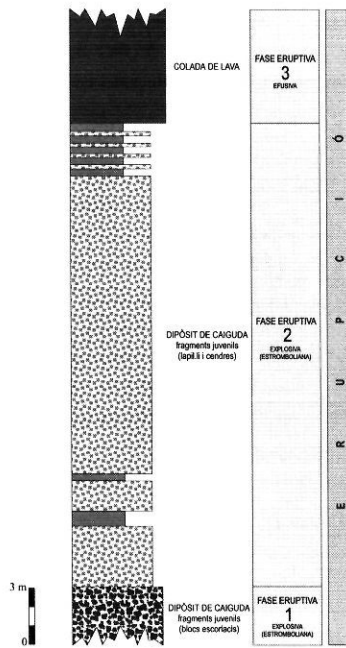 COLADA DE LAVA
FASE ERUPTIVA
3
EFUSIVA
DIPÒSIT DE CAIGUDA
fragments juvenils
(lapil.li i cendres)
FASE ERUPTIVA
2
EXPLOSIVA
(ESTROMBOLIANA)
DIPÒSIT DE CAIGUDA
fragments juvenils
(blocs escoriacis)
FASE ERUPTIVA
1
EXPLOSIVA
(ESTROMBOLIANA)
ERUPCIÓ
3 m
0